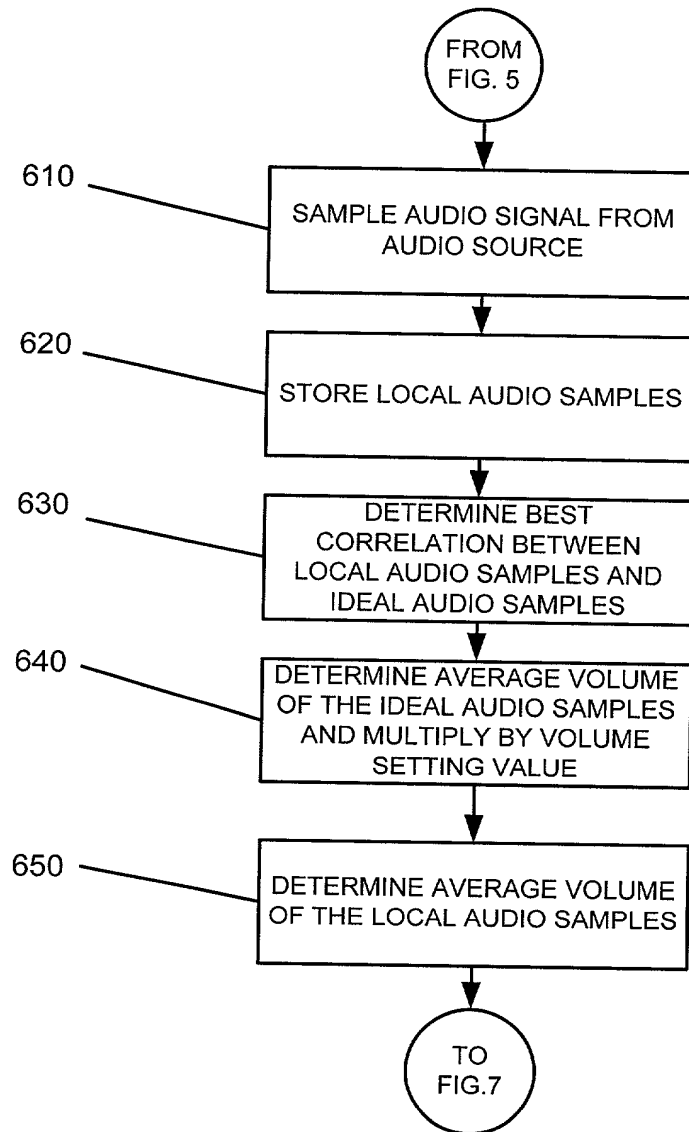 FROM
FIG. 5
610
SAMPLE AUDIO SIGNAL FROM
AUDIO SOURCE
620
STORE LOCAL AUDIO SAMPLES
630
DETERMINE BEST
CORRELATION BETWEEN
LOCAL AUDIO SAMPLES AND
IDEAL AUDIO SAMPLES
640
DETERMINE AVERAGE VOLUME
OF THE IDEAL AUDIO SAMPLES
AND MULTIPLY BY VOLUME
SETTING VALUE
650
DETERMINE AVERAGE VOLUME
OF THE LOCAL AUDIO SAMPLES
TO
FIG.7